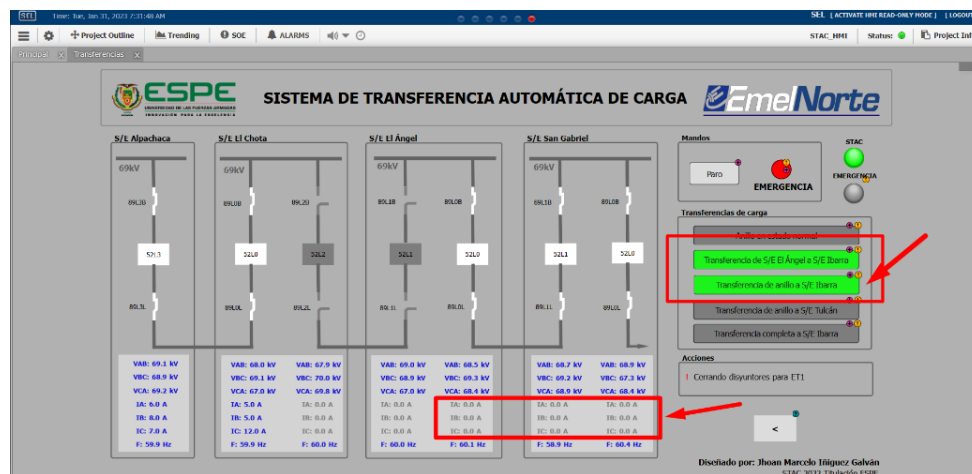 SEL Time: Tue, Jan 31, 2023 7:31:48 AM SEL [ ACTIVATE HMI READ-ONLY MODE ] [ LOGOUT
Project Outline Trending SOE ALARMS STAC_HMI Status: Project Inf
Principal x Transferencias x
ESPE
UNIVERSIDAD DE LAS FUERZAS ARMADAS
INNOVACIÓN PARA LA EXCELENCIA
SISTEMA DE TRANSFERENCIA AUTOMÁTICA DE CARGA
EmelNorte
S/E Alpachaca S/E El Chota S/E El Ángel S/E San Gabriel
69kV 69kV 69kV 69kV
89L3B 89L0B 89L2B 89L1B 89L0B 89L1B 89L0B
52L3 52L0 52L2 52L1 52L0 52L1 52L0
89L3L 89L0L 89L2L 89L1L 89L0L 89L1L 89L0L
VAB: 69.1 kV VAB: 68.0 kV VAB: 67.9 kV VAB: 69.0 kV VAB: 68.5 kV VAB: 68.7 kV VAB: 68.9 kV
VBC: 68.9 kV VBC: 69.1 kV VBC: 70.0 kV VBC: 68.9 kV VBC: 69.3 kV VBC: 69.2 kV VBC: 67.3 kV
VCA: 69.2 kV VCA: 67.0 kV VCA: 69.8 kV VCA: 67.0 kV VCA: 68.4 kV VCA: 68.9 kV VCA: 68.4 kV
IA: 6.0 A IA: 5.0 A IA: 0.0 A IA: 0.0 A IA: 0.0 A IA: 0.0 A IA: 0.0 A
IB: 8.0 A IB: 5.0 A IB: 0.0 A IB: 0.0 A IB: 0.0 A IB: 0.0 A IB: 0.0 A
IC: 7.0 A IC: 12.0 A IC: 0.0 A IC: 0.0 A IC: 0.0 A IC: 0.0 A IC: 0.0 A
F: 59.9 Hz F: 59.9 Hz F: 60.0 Hz F: 60.0 Hz F: 60.1 Hz F: 58.9 Hz F: 60.4 Hz
Mandos
STAC
Paro
EMERGENCIA
EMERGENCIA
Transferencias de carga
Anillo en estado normal
Transferencia de S/E El Ángel a S/E Ibarra
Transferencia de anillo a S/E Ibarra
Transferencia de anillo a S/E Tulcán
Transferencia completa a S/E Ibarra
Acciones
! Cerrando disyuntores para ET1
<
Diseñado por: Jhoan Marcelo Iñiguez Galván
STAC 2022 Titulación ESPE